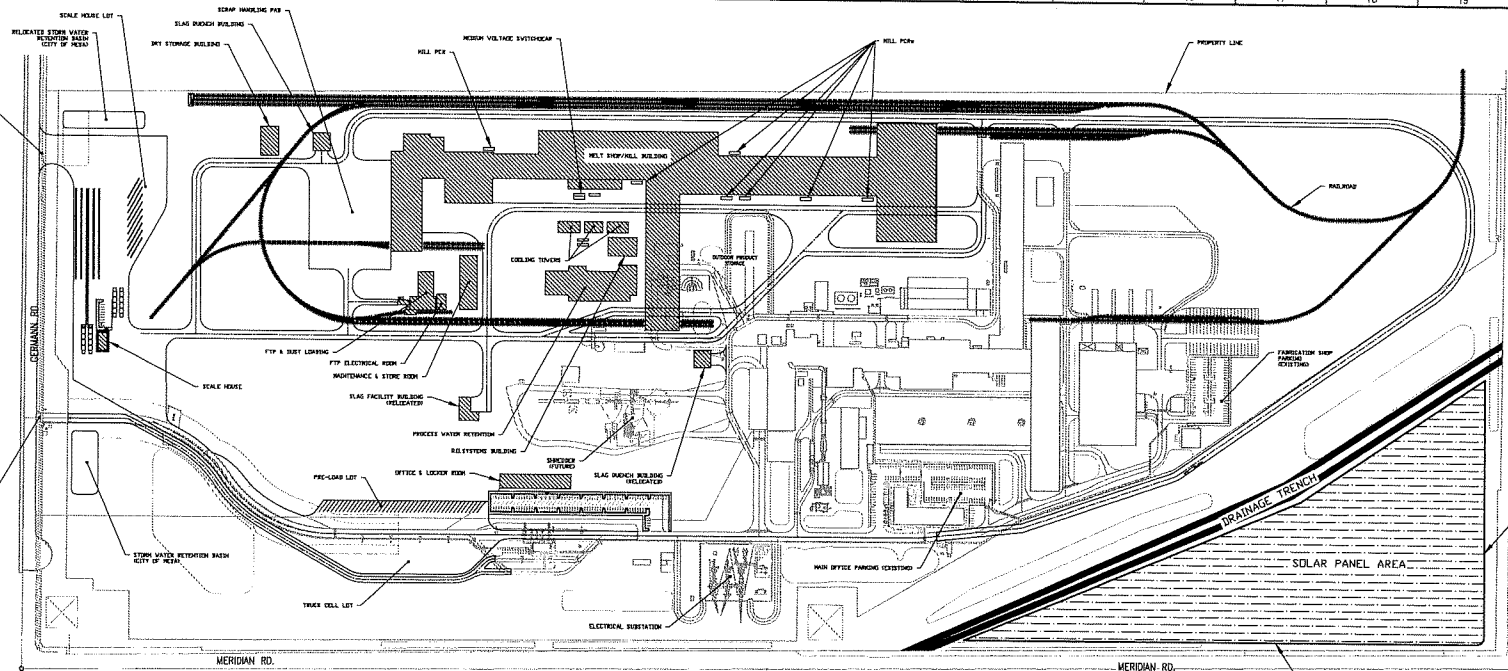 17
18
19
SCALE HOUSE LOT
SCRAP HANDLING PAD
SLAG QUENCH BUILDING
RELOCATED STORM WATER
RETENTION BASIN
(CITY OF MESA)
DRY STORAGE BUILDING
MEDIUM VOLTAGE SWITCHGEAR
MILL PCR
MILL PCRs
PROPERTY LINE
MELT SHOP/MILL BUILDING
RAILROAD
COOLING TOWERS
OUTDOOR PRODUCT
STORAGE
GERMANN RD
FTP & DUST LOADING
FTP ELECTRICAL ROOM
MAINTENANCE & STORE ROOM
SCALE HOUSE
FABRICATION SHOP
PARKING
(EXISTING)
SLAG FACILITY BUILDING
(RELOCATED)
PROCESS WATER RETENTION
R.O.SYSTEMS BUILDING
SHREDDER
(FUTURE)
SLAG QUENCH BUILDING
(RELOCATED)
OFFICE & LOCKER ROOM
PRE-LOAD LOT
DRAINAGE TRENCH
STORM WATER RETENTION BASIN
(CITY OF MESA)
SOLAR PANEL AREA
MAIN OFFICE PARKING (EXISTING)
TRUCK CELL LOT
ELECTRICAL SUBSTATION
MERIDIAN RD.
MERIDIAN RD.